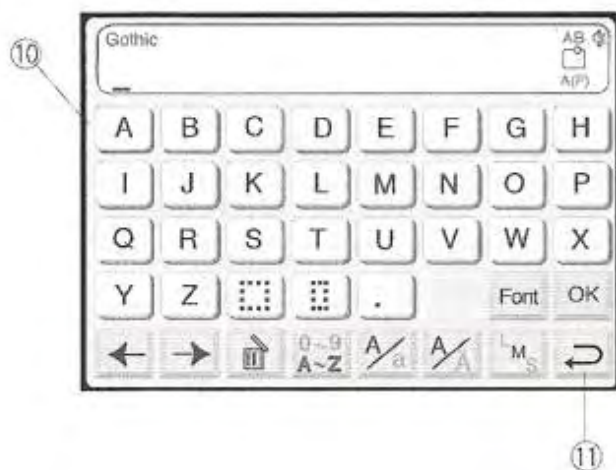 Gothic AB
A(P)
⑩
A B C D E F G H
I J K L M N O P
Q R S T U V W X
Y Z . Font OK
0~9
A~Z A/a A/A L M S
⑪